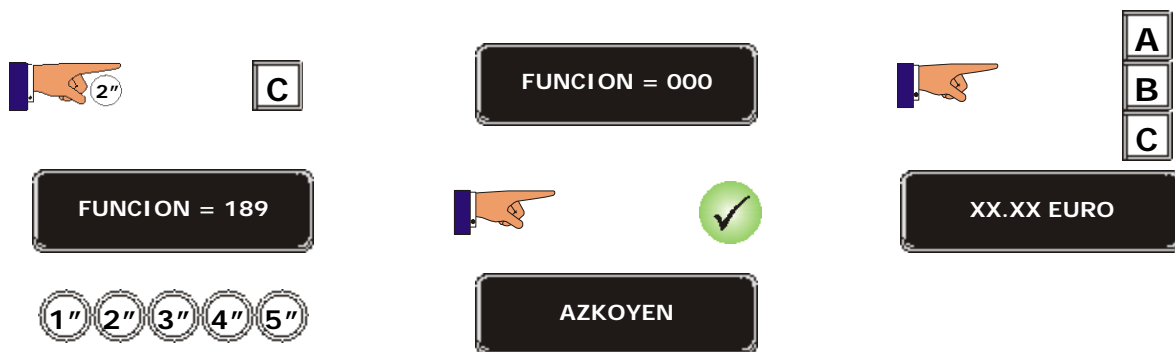 2"
C
FUNCION = 000
A
B
C
FUNCION = 189
XX.XX EURO
1" 2" 3" 4" 5"
AZKOYEN